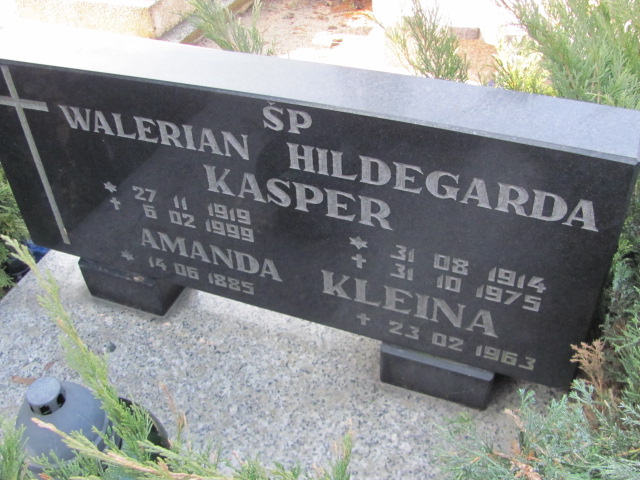 ŚP
WALERIAN HILDEGARDA
KASPER
* 27 11 1919 * 31 08 1914
+ 6 02 1999 + 31 10 1975
AMANDA KLEINA
* 14 06 1885 + 23 02 1963